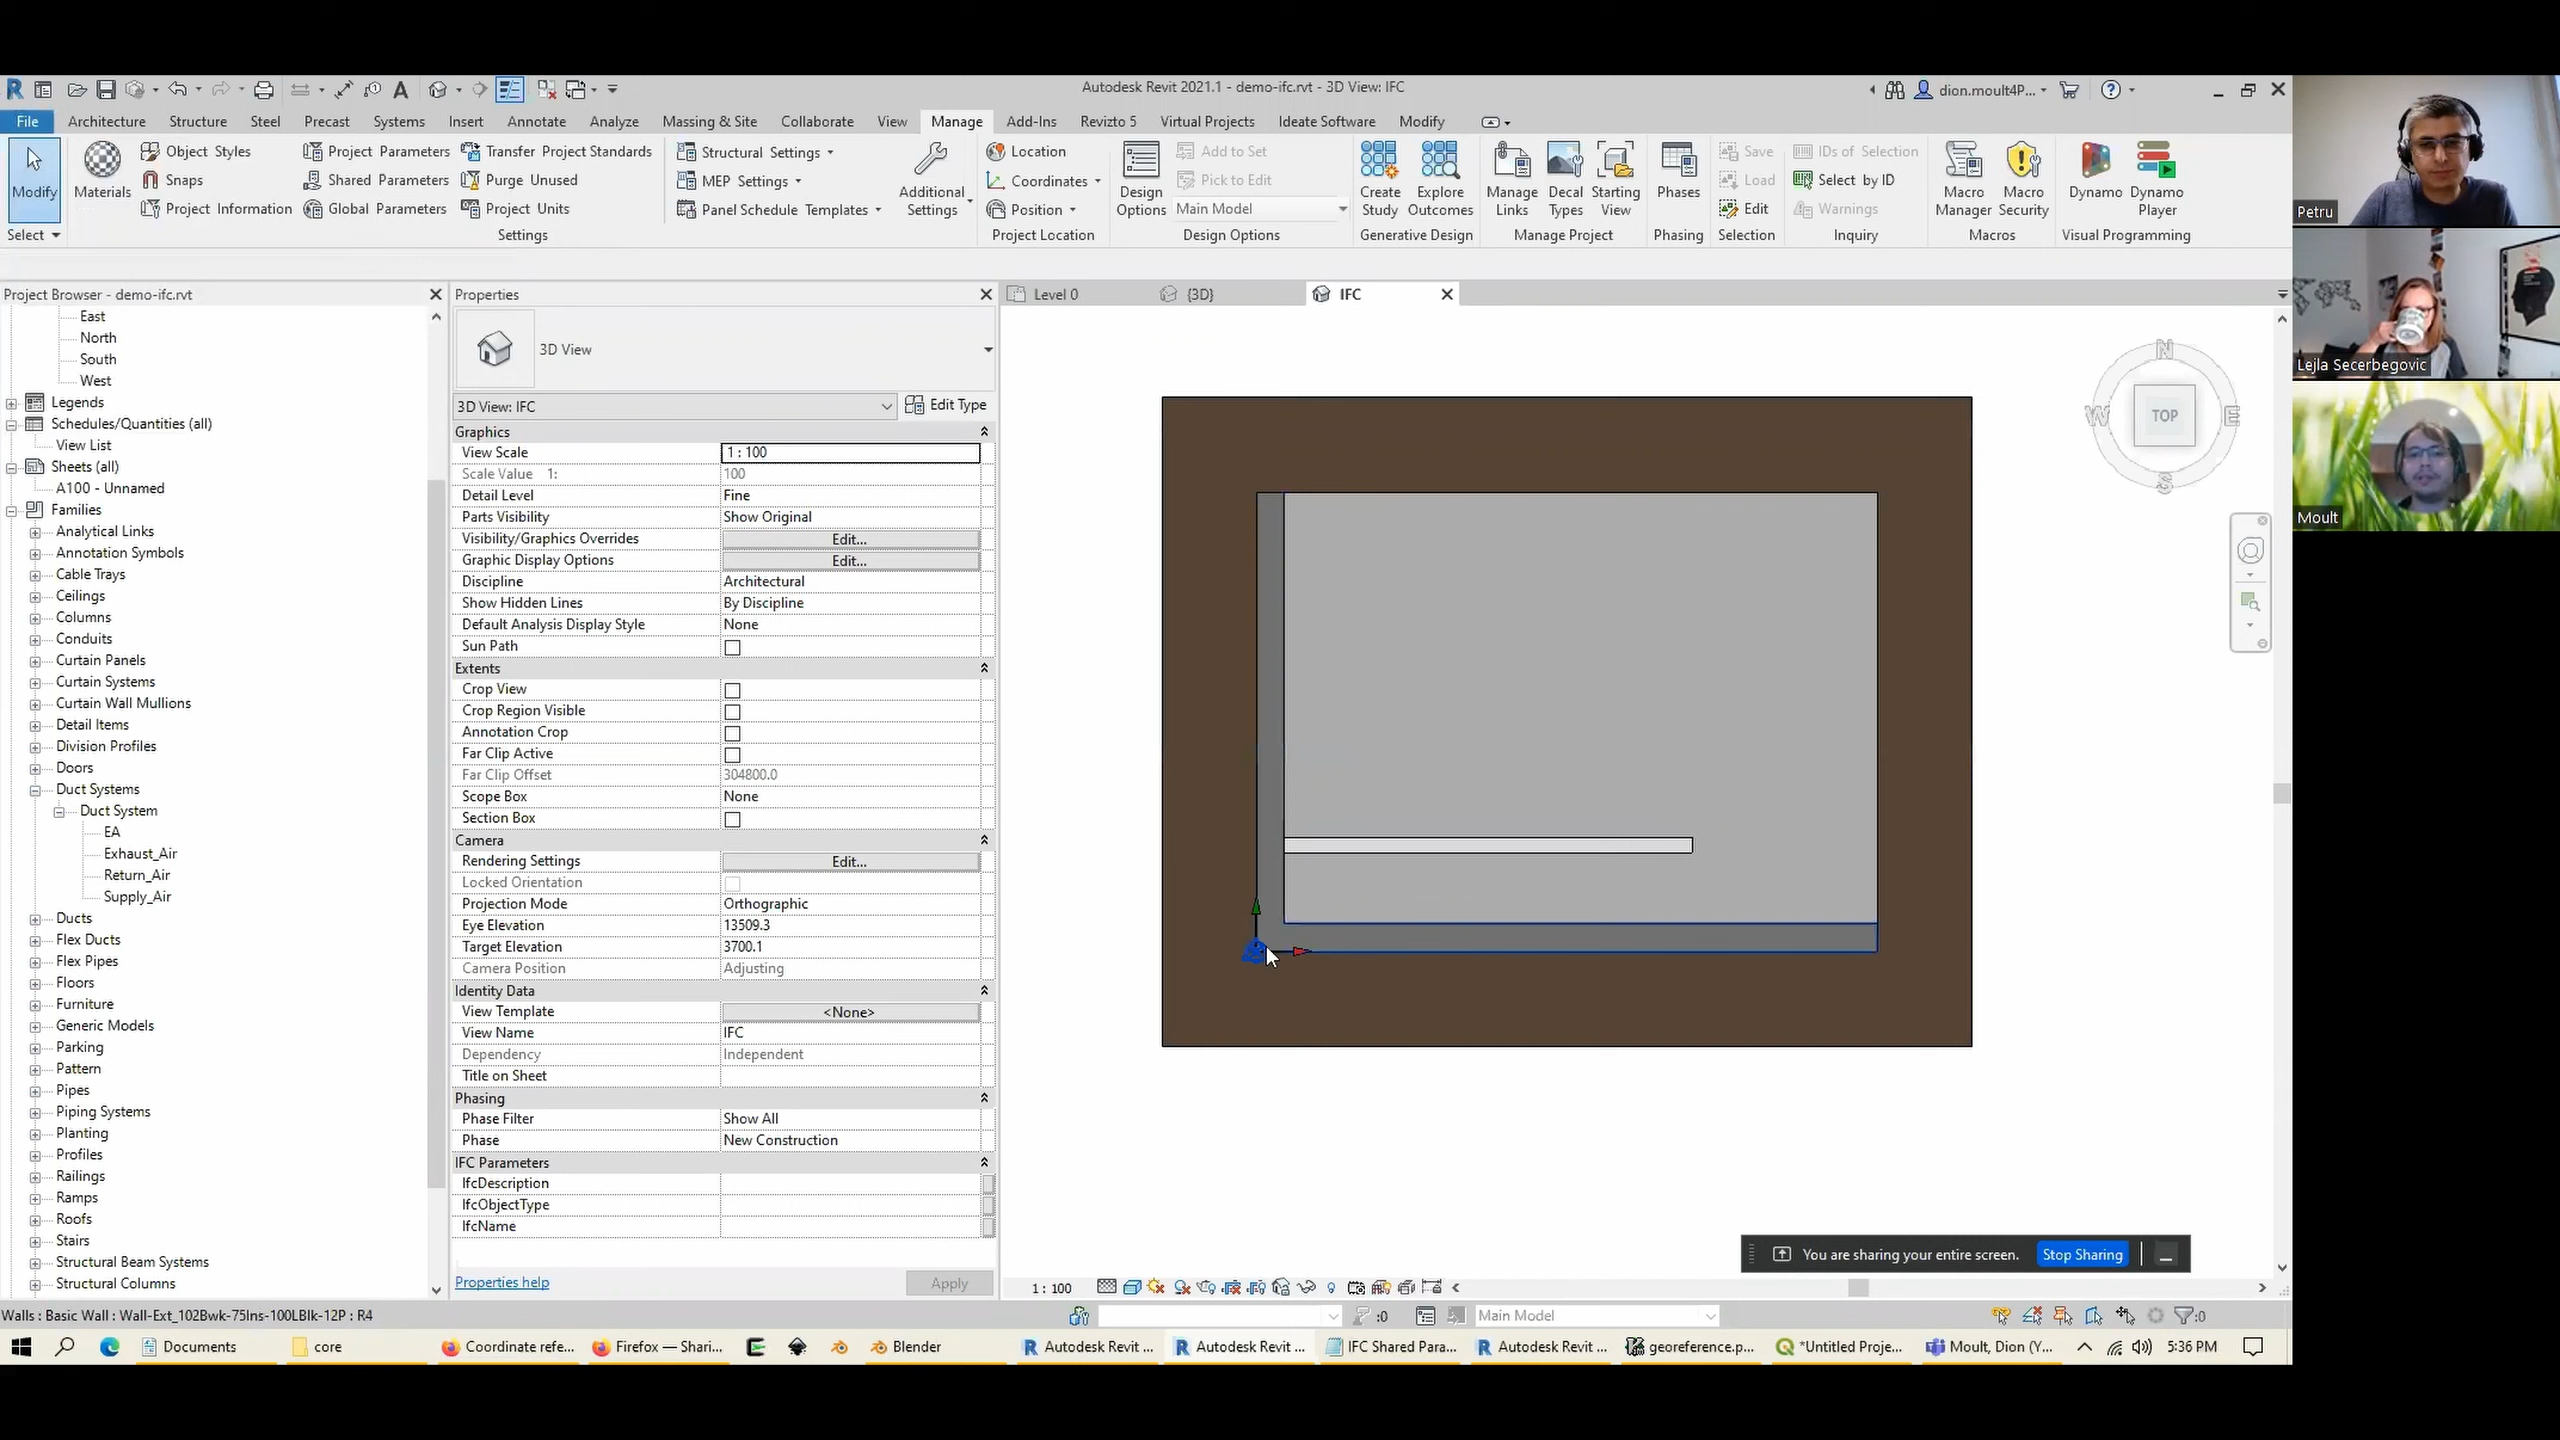 Autodesk Revit 2021.1 - demo-ifc.rvt - 3D View: IFC
dion.moult4P...
File Architecture Structure Steel Precast Systems Insert Annotate Analyze Massing & Site Collaborate View Manage Add-Ins Revizto 5 Virtual Projects Ideate Software Modify
Modify
Select
Materials
Object Styles
Snaps
Project Information
Project Parameters
Shared Parameters
Global Parameters
Transfer Project Standards
Purge Unused
Project Units
Settings
Structural Settings
MEP Settings
Panel Schedule Templates
Additional Settings
Location
Coordinates
Position
Project Location
Design Options
Add to Set
Pick to Edit
Main Model
Design Options
Create Study
Explore Outcomes
Generative Design
Manage Links
Decal Types
Starting View
Manage Project
Phases
Phasing
Save
Load
Edit
Selection
IDs of Selection
Select by ID
Warnings
Inquiry
Macro Manager
Macro Security
Macros
Dynamo
Dynamo Player
Visual Programming
Project Browser - demo-ifc.rvt
East
North
South
West
Legends
Schedules/Quantities (all)
View List
Sheets (all)
A100 - Unnamed
Families
Analytical Links
Annotation Symbols
Cable Trays
Ceilings
Columns
Conduits
Curtain Panels
Curtain Systems
Curtain Wall Mullions
Detail Items
Division Profiles
Doors
Duct Systems
Duct System
EA
Exhaust_Air
Return_Air
Supply_Air
Ducts
Flex Ducts
Flex Pipes
Floors
Furniture
Generic Models
Parking
Pattern
Pipes
Piping Systems
Planting
Profiles
Railings
Ramps
Roofs
Stairs
Structural Beam Systems
Structural Columns
Properties
3D View
3D View: IFC
Edit Type
Graphics
View Scale 1 : 100
Scale Value 1: 100
Detail Level Fine
Parts Visibility Show Original
Visibility/Graphics Overrides Edit...
Graphic Display Options Edit...
Discipline Architectural
Show Hidden Lines By Discipline
Default Analysis Display Style None
Sun Path
Extents
Crop View
Crop Region Visible
Annotation Crop
Far Clip Active
Far Clip Offset 304800.0
Scope Box None
Section Box
Camera
Rendering Settings Edit...
Locked Orientation
Projection Mode Orthographic
Eye Elevation 13509.3
Target Elevation 3700.1
Camera Position Adjusting
Identity Data
View Template <None>
View Name IFC
Dependency Independent
Title on Sheet
Phasing
Phase Filter Show All
Phase New Construction
IFC Parameters
IfcDescription
IfcObjectType
IfcName
Properties help
Apply
Level 0
{3D}
IFC
N
W
TOP
E
S
You are sharing your entire screen.
Stop Sharing
1 : 100
Walls : Basic Wall : Wall-Ext_102Bwk-75Ins-100LBlk-12P : R4
:0
Main Model
:0
Documents
core
Coordinate refe...
Firefox — Shari...
Blender
Autodesk Revit ...
Autodesk Revit ...
IFC Shared Para...
Autodesk Revit ...
georeference.p...
*Untitled Proje...
Moult, Dion (Y...
5:36 PM
Petru
Lejla Secerbegovic
Moult